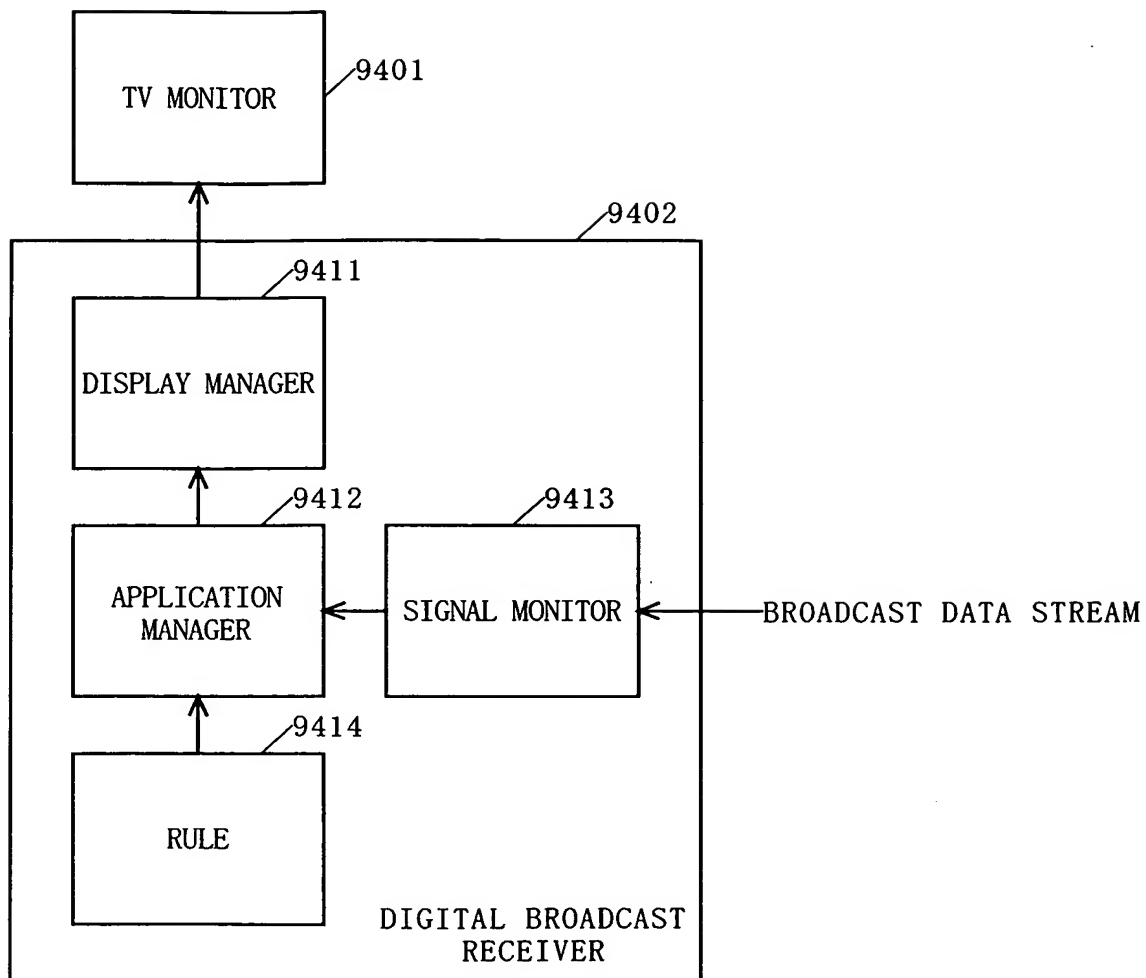 9401
TV MONITOR
9402
9411
DISPLAY MANAGER
9412
9413
APPLICATION
MANAGER
SIGNAL MONITOR
BROADCAST DATA STREAM
9414
RULE
DIGITAL BROADCAST
RECEIVER